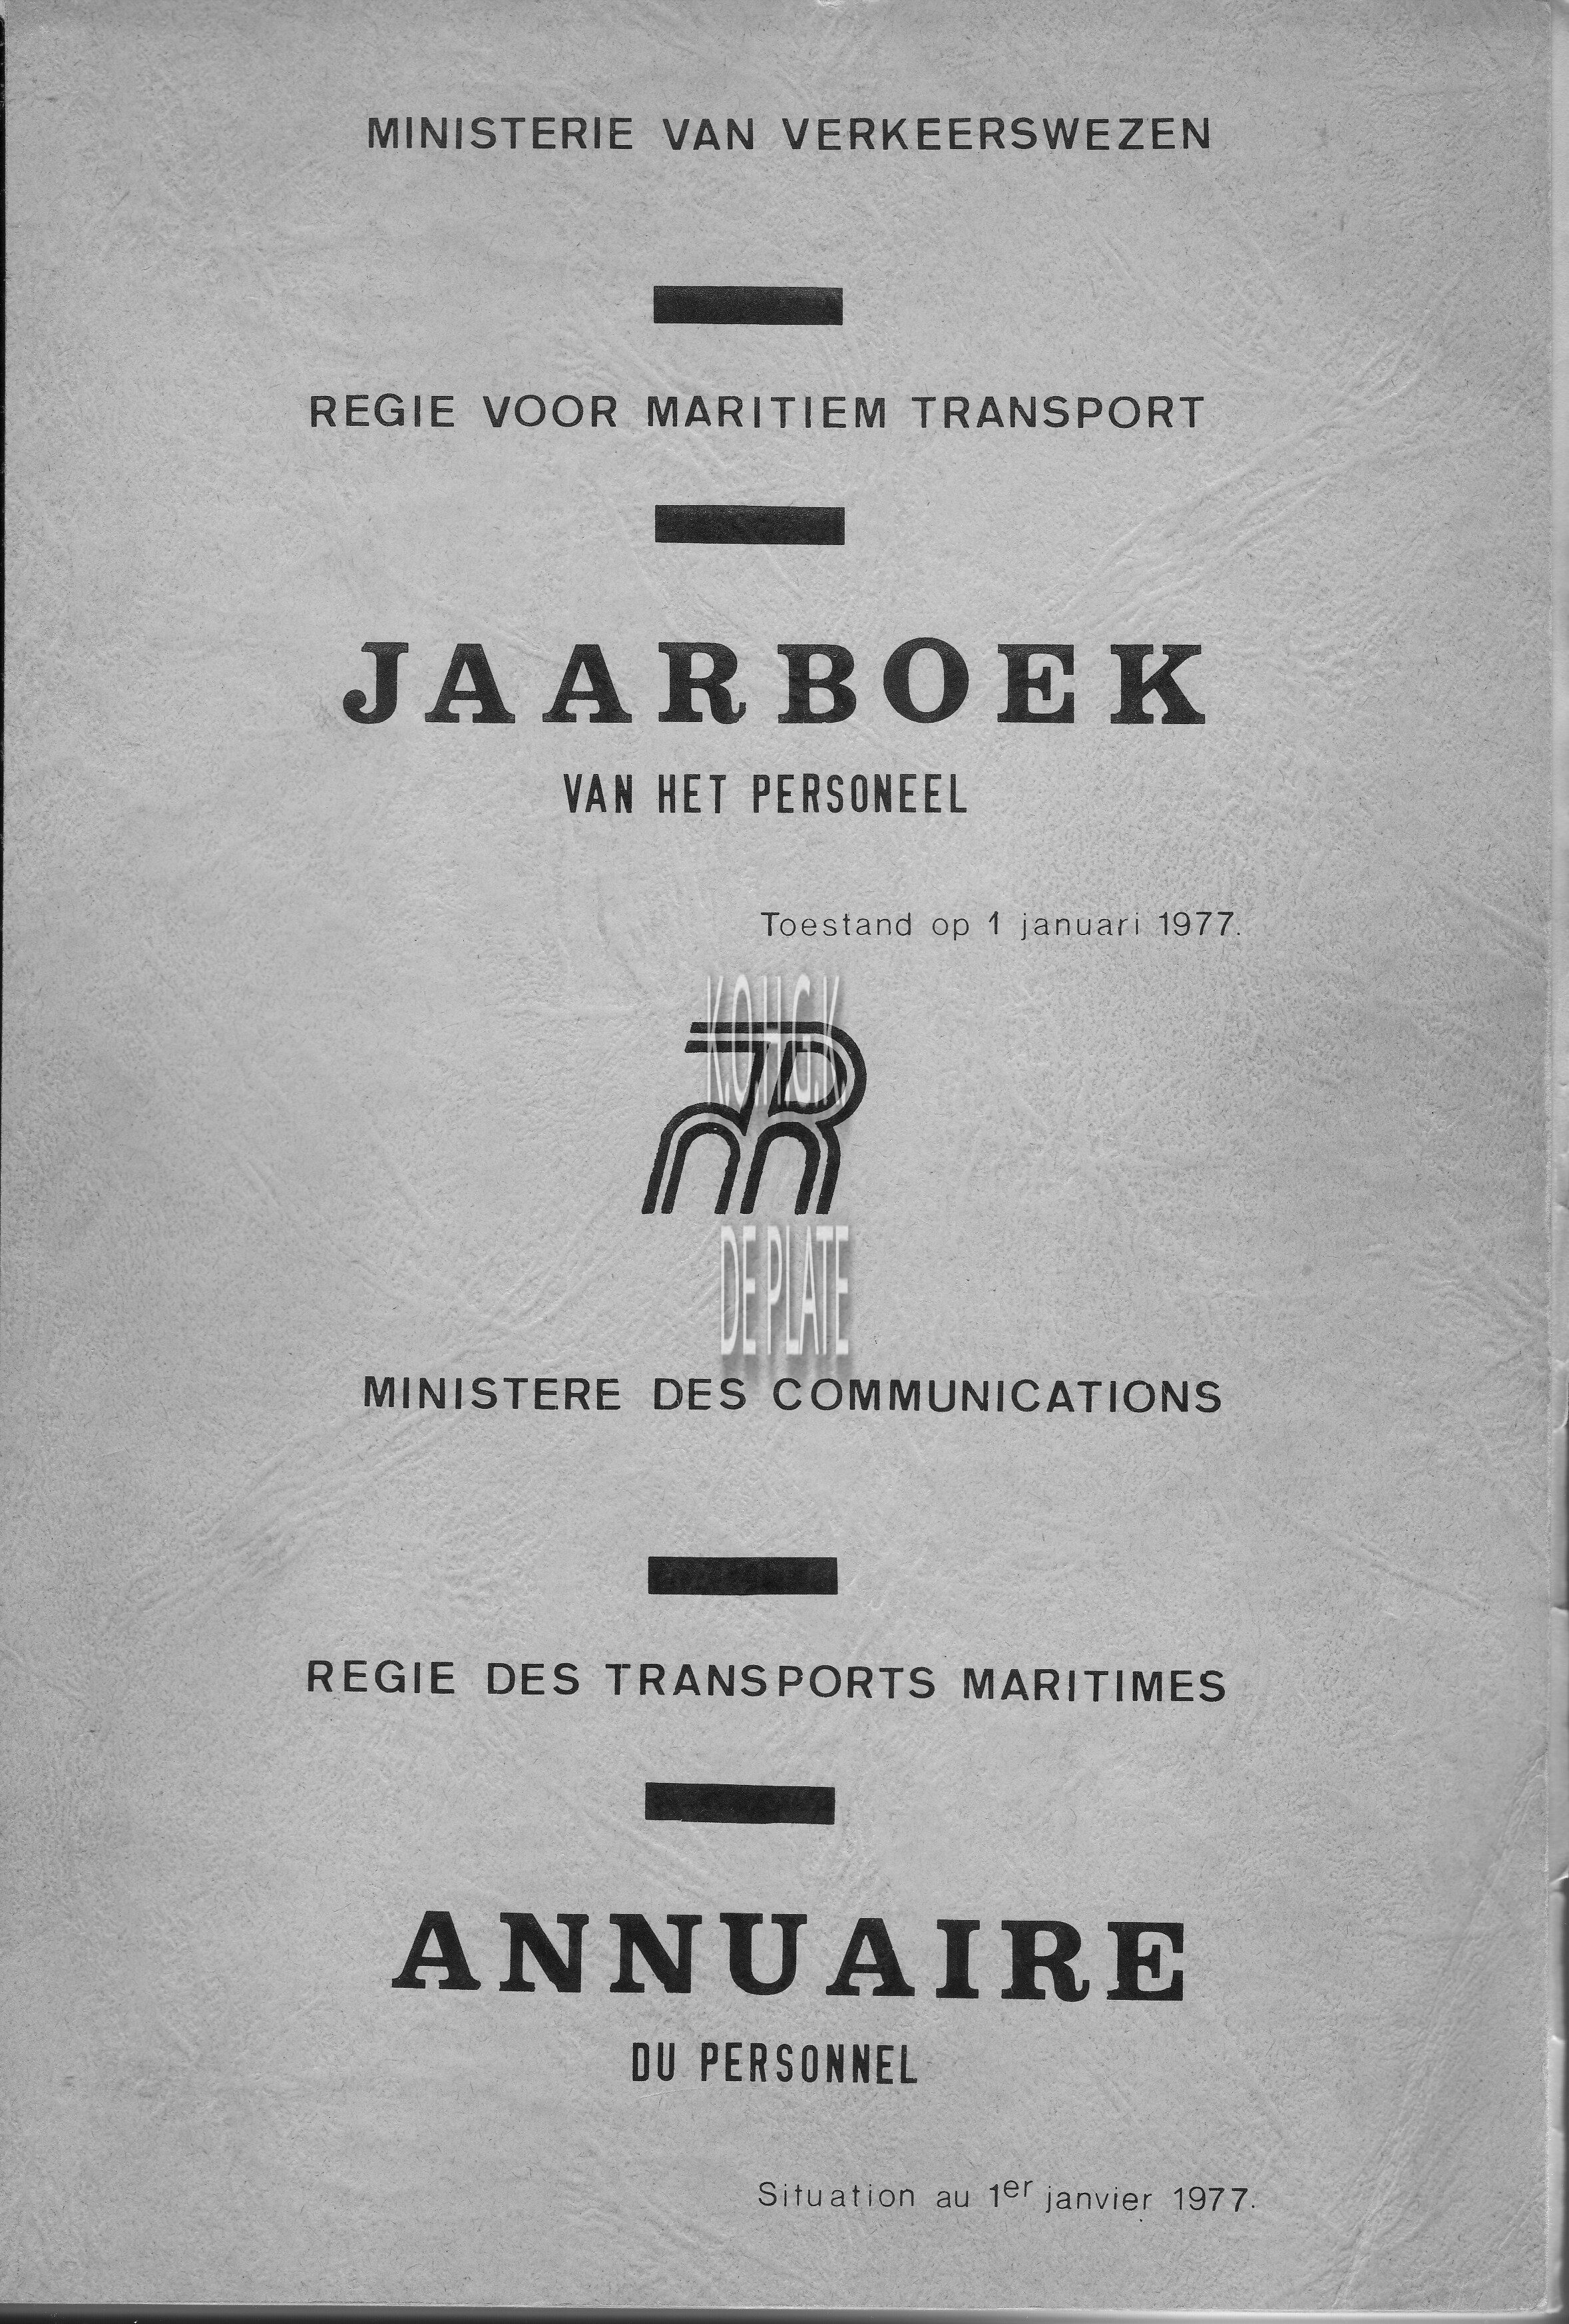 MINISTERIE VAN VERKEERSWEZEN
REGIE VOOR MARITIEM TRANSPORT
JAARBOEK
VAN HET PERSONEEL
Toestand op 1 januari 1977.
K.O.H.G.K.
DE PLATE
MINISTERE DES COMMUNICATIONS
REGIE DES TRANSPORTS MARITIMES
ANNUAIRE
DU PERSONNEL
Situation au 1er janvier 1977.